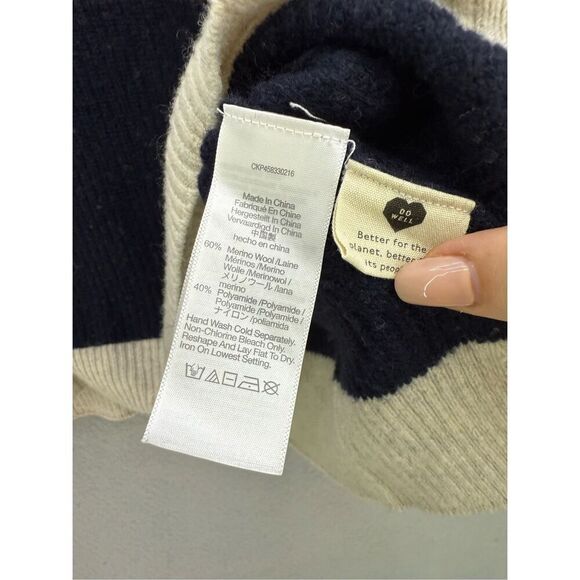 CKP458330216
Made In China
Fabriqué En Chine
Hergestellt In China
Vervaardigd In China
中国製
hecho en china
60% Merino Wool /Laine
Mérinos /Merino
Wolle /Merinowol /
メリノウール /lana
merino
40% Polyamide /Polyamide /
Polyamide /Polyamide /
ナイロン /poliamida
Hand Wash Cold Separately.
Non-Chlorine Bleach Only.
Reshape And Lay Flat To Dry.
Iron On Lowest Setting.
DO
WELL
Better for the
planet, better
its